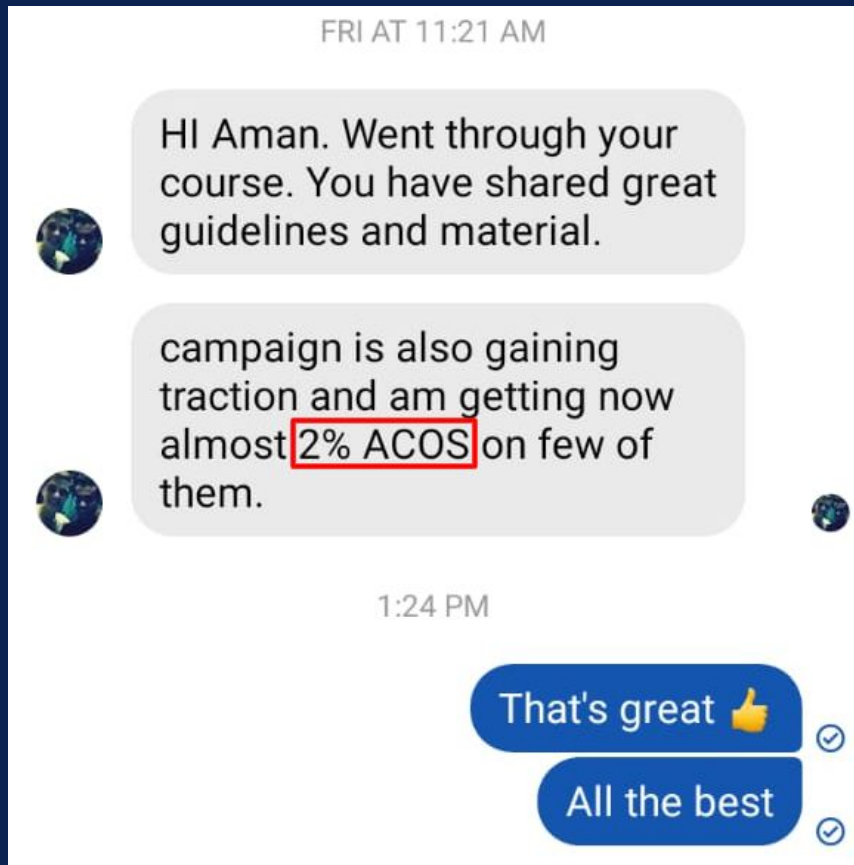 FRI AT 11:21 AM
HI Aman. Went through your
course. You have shared great
guidelines and material.
campaign is also gaining
traction and am getting now
almost 2% ACOS on few of
them.
1:24 PM
That's great 👍
All the best